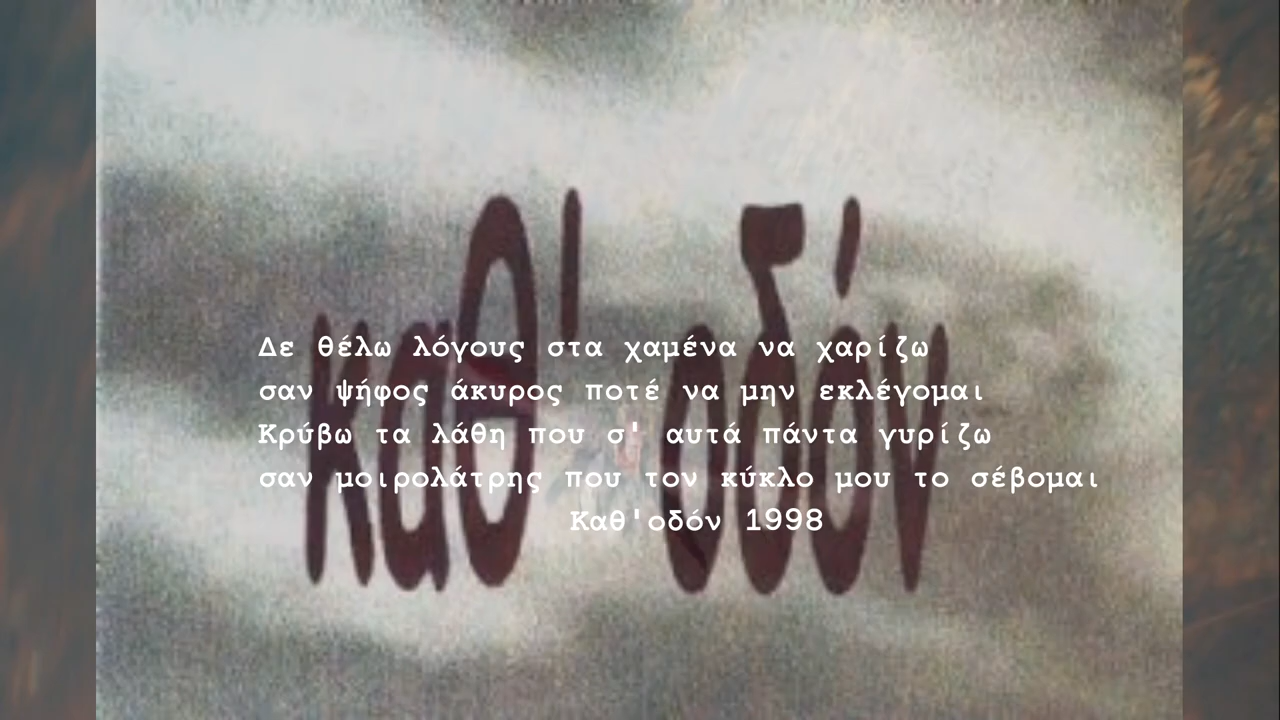 καθ' οδόν
Δε θέλω λόγους στα χαμένα να χαρίζω
σαν ψήφος άκυρος ποτέ να μην εκλέγομαι
Κρύβω τα λάθη που σ' αυτά πάντα γυρίζω
σαν μοιρολάτρης που τον κύκλο μου το σέβομαι
Καθ'οδόν 1998